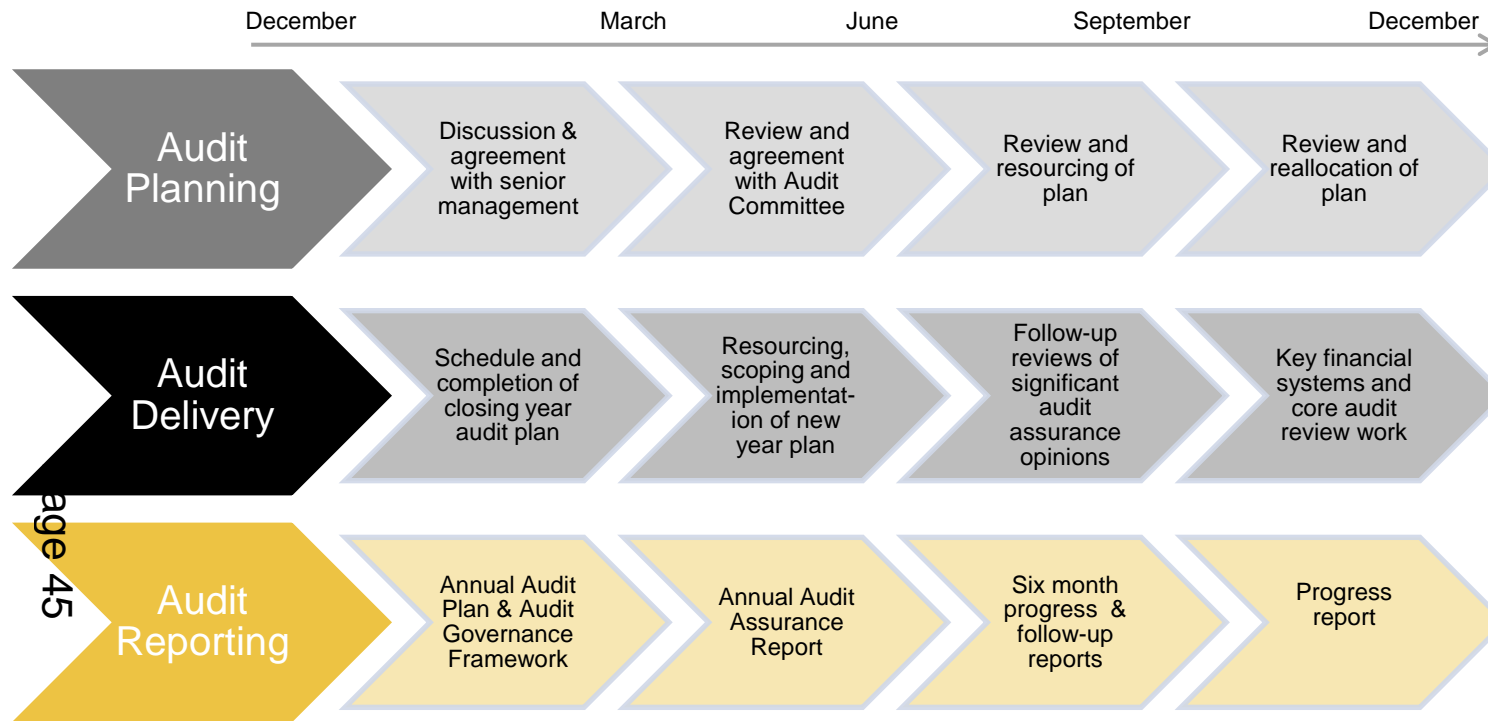 December March June September December
Audit
Planning
Discussion &
agreement
with senior
management
Review and
agreement
with Audit
Committee
Review and
resourcing of
plan
Review and
reallocation of
plan
Audit
Delivery
Schedule and
completion of
closing year
audit plan
Resourcing,
scoping and
implementat-
ion of new
year plan
Follow-up
reviews of
significant
audit
assurance
opinions
Key financial
systems and
core audit
review work
age 45
Audit
Reporting
Annual Audit
Plan & Audit
Governance
Framework
Annual Audit
Assurance
Report
Six month
progress &
follow-up
reports
Progress
report